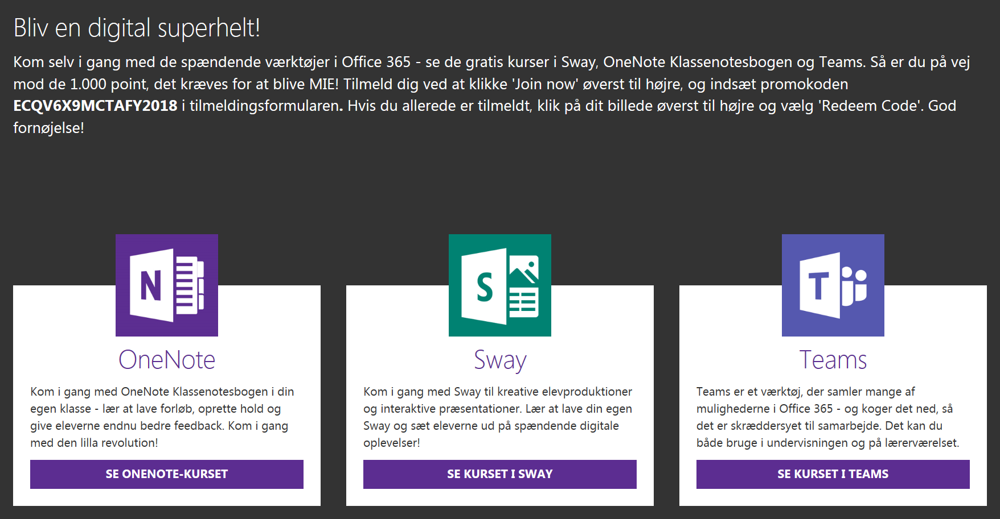 Bliv en digital superhelt!
Kom selv i gang med de spændende værktøjer i Office 365 - se de gratis kurser i Sway, OneNote Klassenotesbogen og Teams. Så er du på vej
mod de 1.000 point, det kræves for at blive MIE! Tilmeld dig ved at klikke 'Join now' øverst til højre, og indsæt promokoden
ECQV6X9MCTAFY2018 i tilmeldingsformularen. Hvis du allerede er tilmeldt, klik på dit billede øverst til højre og vælg 'Redeem Code'. God
fornøjelse!
N
OneNote
Kom i gang med OneNote Klassenotesbogen i din
egen klasse - lær at lave forløb, oprette hold og
give eleverne endnu bedre feedback. Kom i gang
med den lilla revolution!
SE ONENOTE-KURSET
S
Sway
Kom i gang med Sway til kreative elevproduktioner
og interaktive præsentationer. Lær at lave din egen
Sway og sæt eleverne ud på spændende digitale
oplevelser!
SE KURSET I SWAY
T
Teams
Teams er et værktøj, der samler mange af
mulighederne i Office 365 - og koger det ned, så
det er skræddersyet til samarbejde. Det kan du
både bruge i undervisningen og på lærerværelset.
SE KURSET I TEAMS